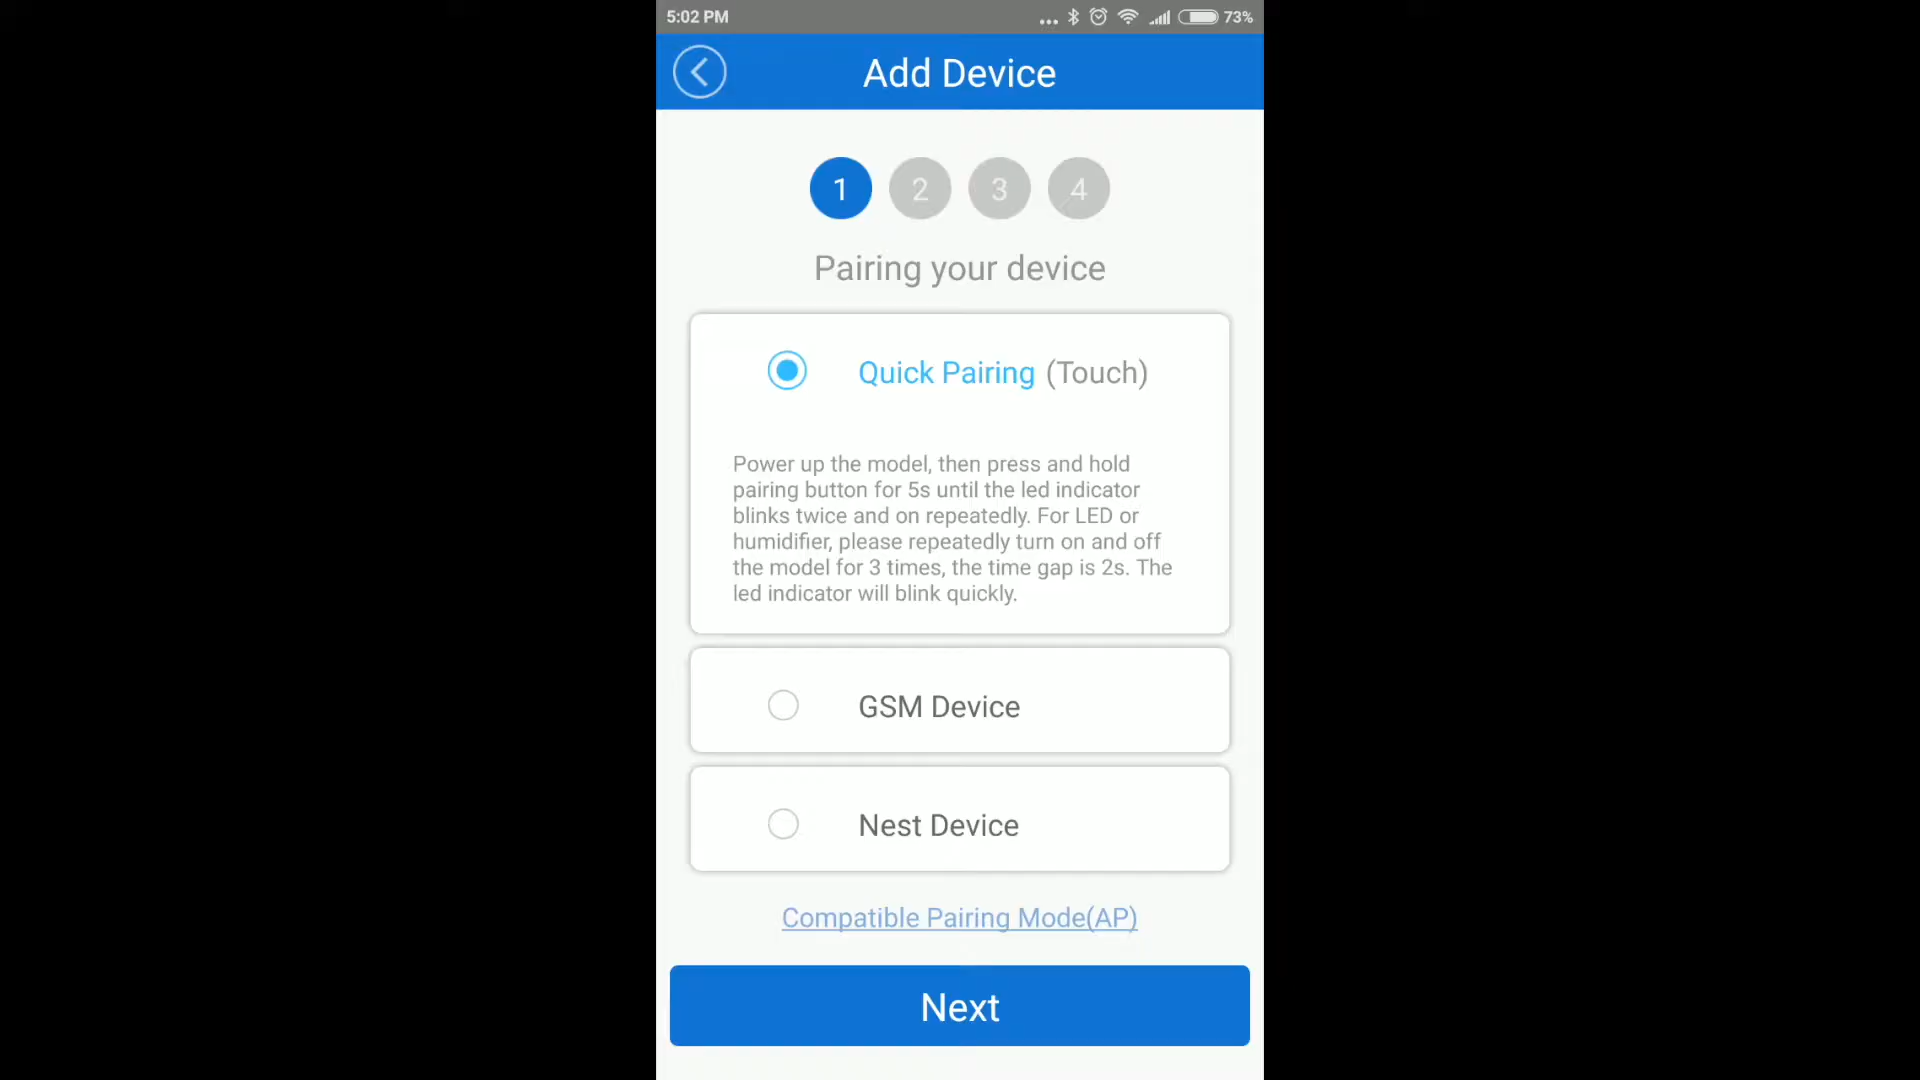 5:02 PM
73%
Add Device
1 2 3 4
Pairing your device
Quick Pairing (Touch)
Power up the model, then press and hold
pairing button for 5s until the led indicator
blinks twice and on repeatedly. For LED or
humidifier, please repeatedly turn on and off
the model for 3 times, the time gap is 2s. The
led indicator will blink quickly.
GSM Device
Nest Device
Compatible Pairing Mode(AP)
Next